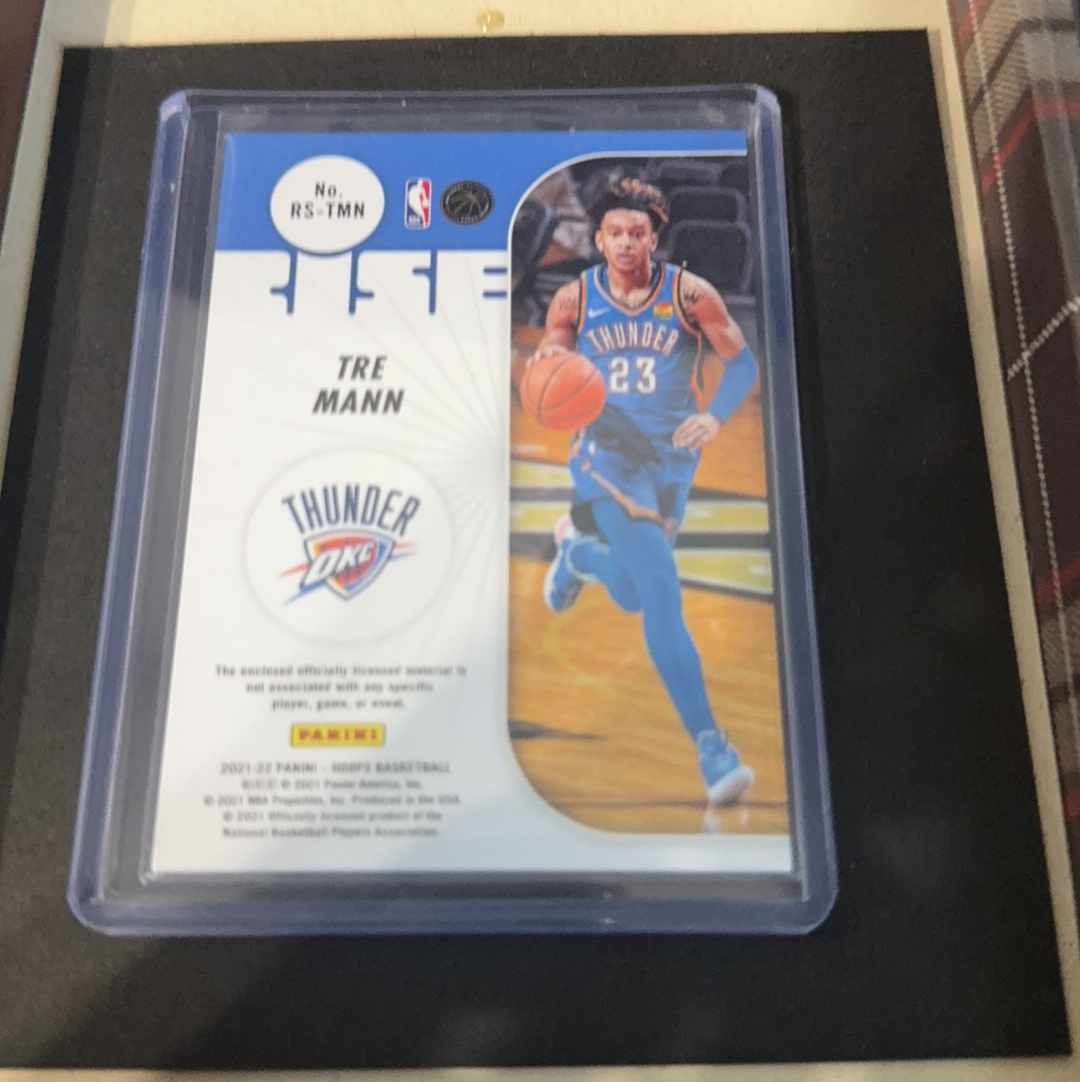 No.
RS-TMN
RISE
TRE
MANN
THUNDER
OKC
The enclosed officially licensed material is
not associated with any specific
player, game, or event.
PANINI
2021-22 PANINI - HOOPS BASKETBALL
© 2021 Panini America, Inc.
© 2021 NBA Properties, Inc. Produced in the USA.
© 2021 Officially licensed product of the
National Basketball Players Association.
THUNDER
23